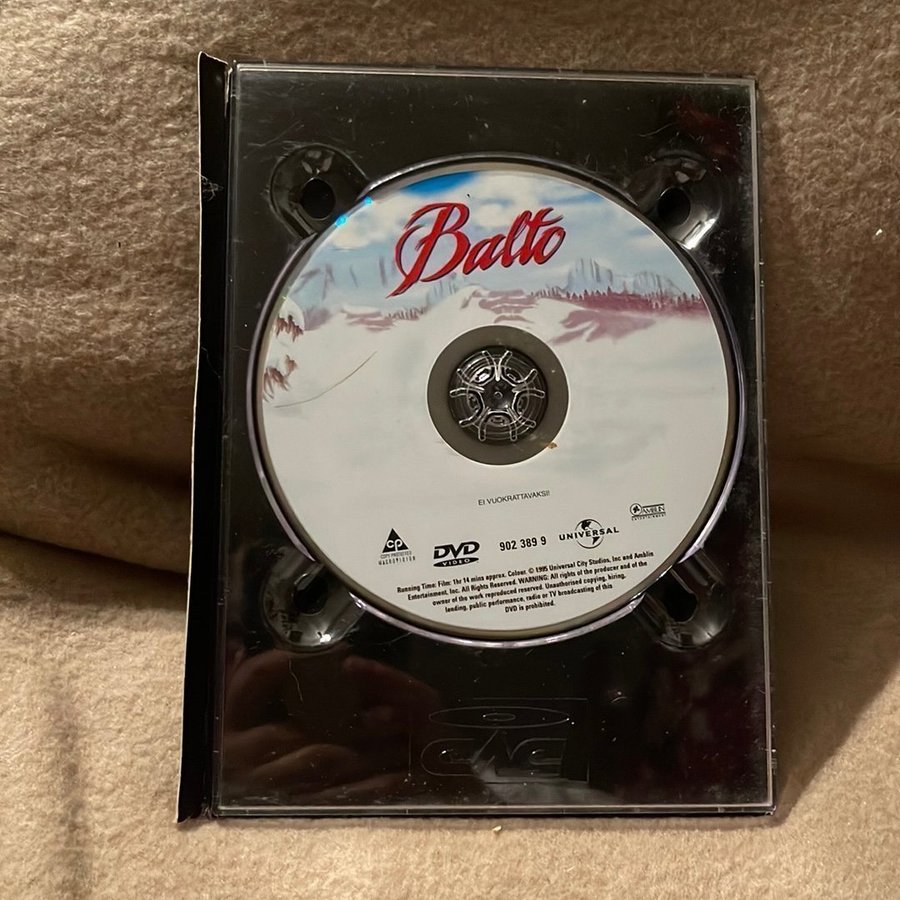 Balto
EI VUOKRATTAVAKSI!
CP
COPY PROTECTED
MACROVISION
DVD
VIDEO
902 389 9
UNIVERSAL
AMBLIN
ENTERTAINMENT
Running Time: Film: 1hr 14 mins approx. Colour. © 1995 Universal City Studios, Inc and Amblin
Entertainment, Inc. All Rights Reserved. WARNING: All rights of the producer and of the
owner of the work reproduced reserved. Unauthorised copying, hiring,
lending, public performance, radio or TV broadcasting of this
DVD is prohibited.